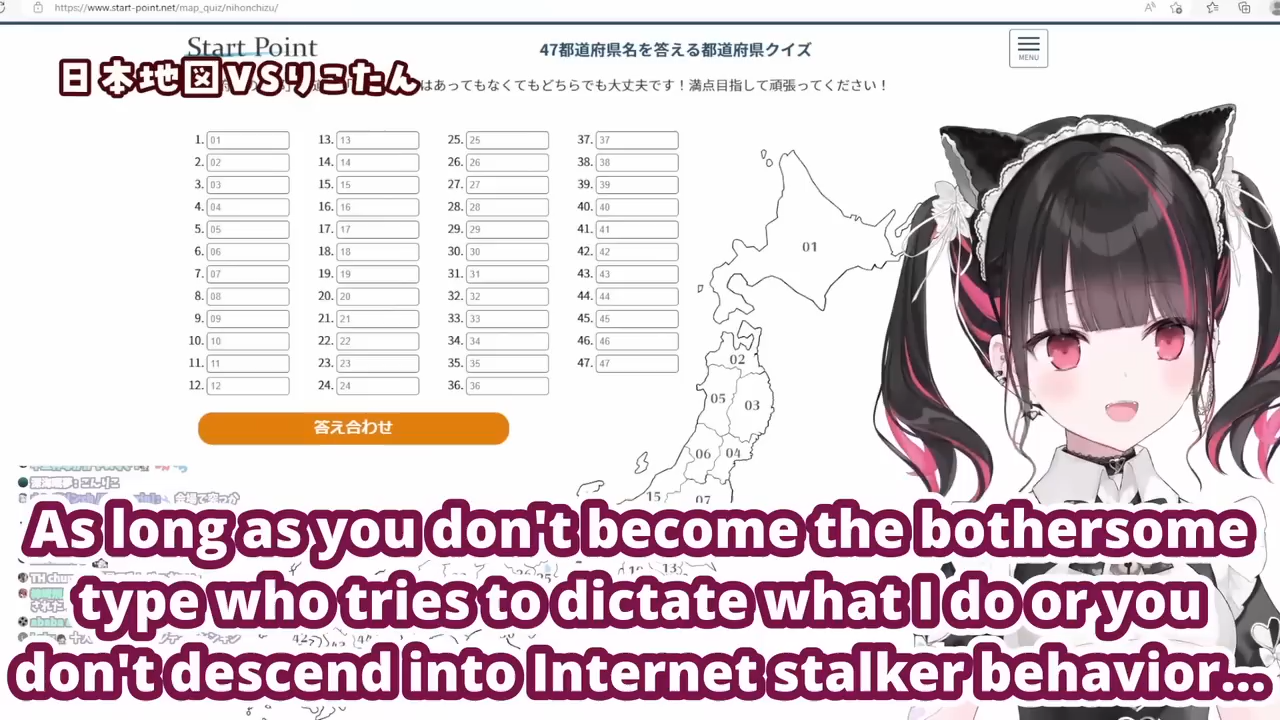 https://www.start-point.net/map_quiz/nihonchizu/
Start Point
47都道府県名を答える都道府県クイズ
MENU
日本地図VSりこたん
はあってもなくてもどちらでも大丈夫です！満点目指して頑張ってください！
1. 01 13. 13 25. 25 37. 37
2. 02 14. 14 26. 26 38. 38
3. 03 15. 15 27. 27 39. 39
4. 04 16. 16 28. 28 40. 40
5. 05 17. 17 29. 29 41. 41
6. 06 18. 18 30. 30 42. 42
7. 07 19. 19 31. 31 43. 43
8. 08 20. 20 32. 32 44. 44
9. 09 21. 21 33. 33 45. 45
10. 10 22. 22 34. 34 46. 46
11. 11 23. 23 35. 35 47. 47
12. 12 24. 24 36. 36
答え合わせ
01
02
05
03
06
04
15
07
こんりこ
As long as you don't become the bothersome
type who tries to dictate what I do or you
don't descend into Internet stalker behavior...